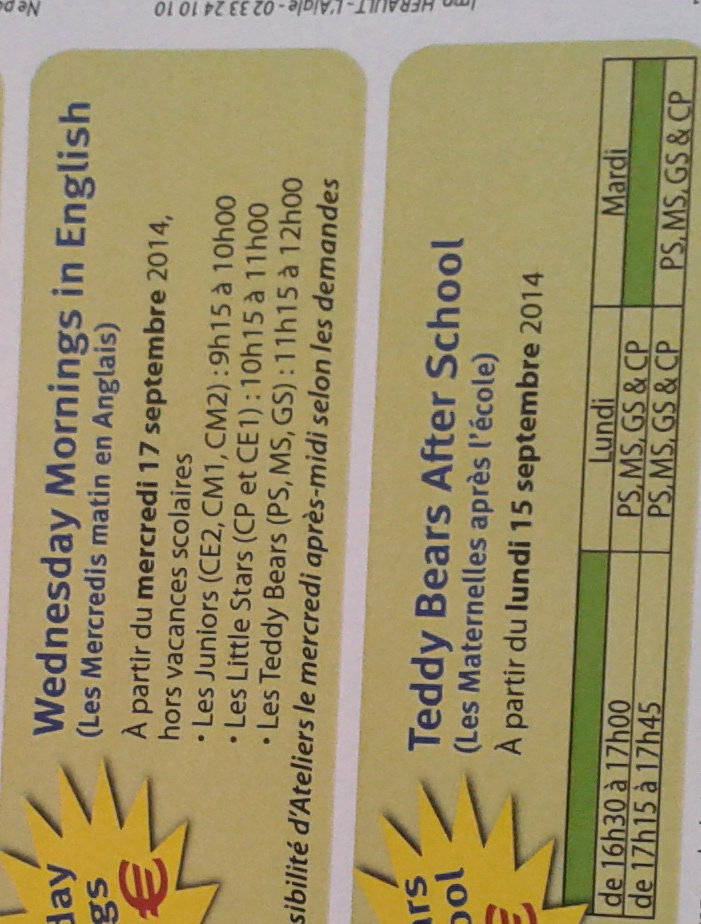 Wednesday Mornings in English
(Les Mercredis matin en Anglais)
À partir du mercredi 17 septembre 2014,
hors vacances scolaires
• Les Juniors (CE2, CM1, CM2) : 9h15 à 10h00
• Les Little Stars (CP et CE1) : 10h15 à 11h00
• Les Teddy Bears (PS, MS, GS) : 11h15 à 12h00
sibilité d'Ateliers le mercredi après-midi selon les demandes
day
gs
€
Teddy Bears After School
(Les Maternelles après l'école)
À partir du lundi 15 septembre 2014
Lundi Mardi
de 16h30 à 17h00 PS, MS, GS & CP
de 17h15 à 17h45 PS, MS, GS & CP PS, MS, GS & CP
ars
ool
€
Imp. HERAULT - L'Aigle - 02 33 24 10 10